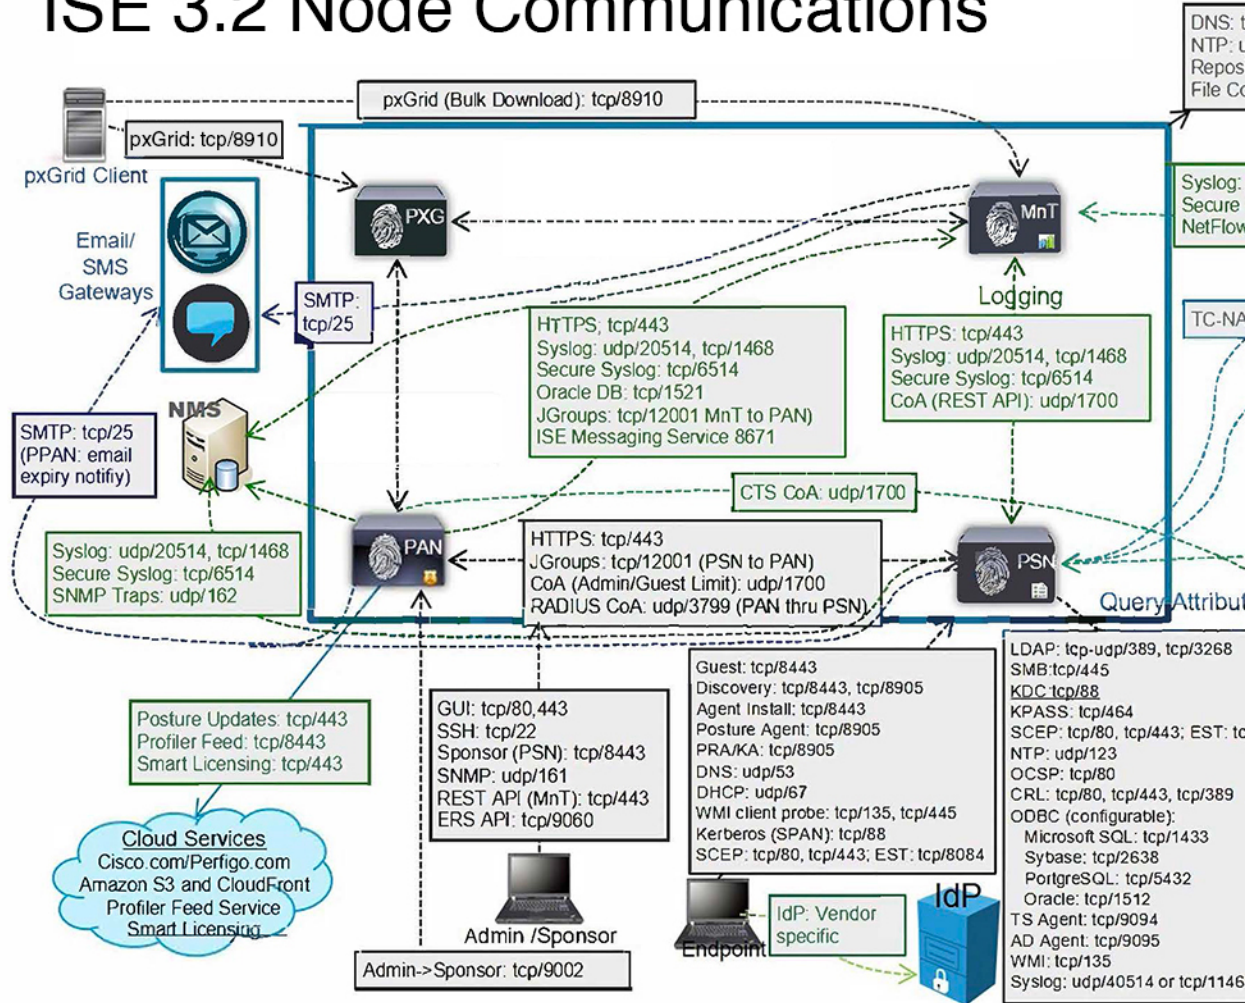 ISE 3.2 Node Communications
DNS: t
NTP: u
Repos
File Co
pxGrid (Bulk Download): tcp/8910
pxGrid: tcp/8910
pxGrid Client
PXG
MnT
Syslog:
Secure
NetFlow
Email/
SMS
Gateways
SMTP:
tcp/25
Logging
HTTPS; tcp/443
Syslog: udp/20514, tcp/1468
Secure Syslog: tcp/6514
Oracle DB: tcp/1521
JGroups: tcp/12001 MnT to PAN)
ISE Messaging Service 8671
HTTPS: tcp/443
Syslog: udp/20514, tcp/1468
Secure Syslog: tcp/6514
CoA (REST API): udp/1700
TC-NA
NMS
SMTP: tcp/25
(PPAN: email
expiry notifiy)
CTS CoA: udp/1700
Syslog: udp/20514, tcp/1468
Secure Syslog: tcp/6514
SNMP Traps: udp/162
PAN
HTTPS: tcp/443
JGroups: tcp/12001 (PSN to PAN)
CoA (Admin/Guest Limit): udp/1700
RADIUS CoA: udp/3799 (PAN thru PSN)
PSN
Query Attribut
Posture Updates: tcp/443
Profiler Feed: tcp/8443
Smart Licensing: tcp/443
GUI: tcp/80,443
SSH: tcp/22
Sponsor (PSN): tcp/8443
SNMP: udp/161
REST API (MnT): tcp/443
ERS API: tcp/9060
Guest: tcp/8443
Discovery: tcp/8443, tcp/8905
Agent Install: tcp/8443
Posture Agent: tcp/8905
PRA/KA: tcp/8905
DNS: udp/53
DHCP: udp/67
WMI client probe: tcp/135, tcp/445
Kerberos (SPAN): tcp/88
SCEP: tcp/80, tcp/443; EST: tcp/8084
LDAP: tcp-udp/389, tcp/3268
SMB:tcp/445
KDC:tcp/88
KPASS: tcp/464
SCEP: tcp/80, tcp/443; EST: tc
NTP: udp/123
OCSP: tcp/80
CRL: tcp/80, tcp/443, tcp/389
ODBC (configurable):
Microsoft SQL: tcp/1433
Sybase: tcp/2638
PortgreSQL: tcp/5432
Oracle: tcp/1512
TS Agent: tcp/9094
AD Agent: tcp/9095
WMI: tcp/135
Syslog: udp/40514 or tcp/1146
Cloud Services
Cisco.com/Perfigo.com
Amazon S3 and CloudFront
Profiler Feed Service
Smart Licensing
Admin /Sponsor
Admin->Sponsor: tcp/9002
Endpoint
IdP: Vendor
specific
IdP